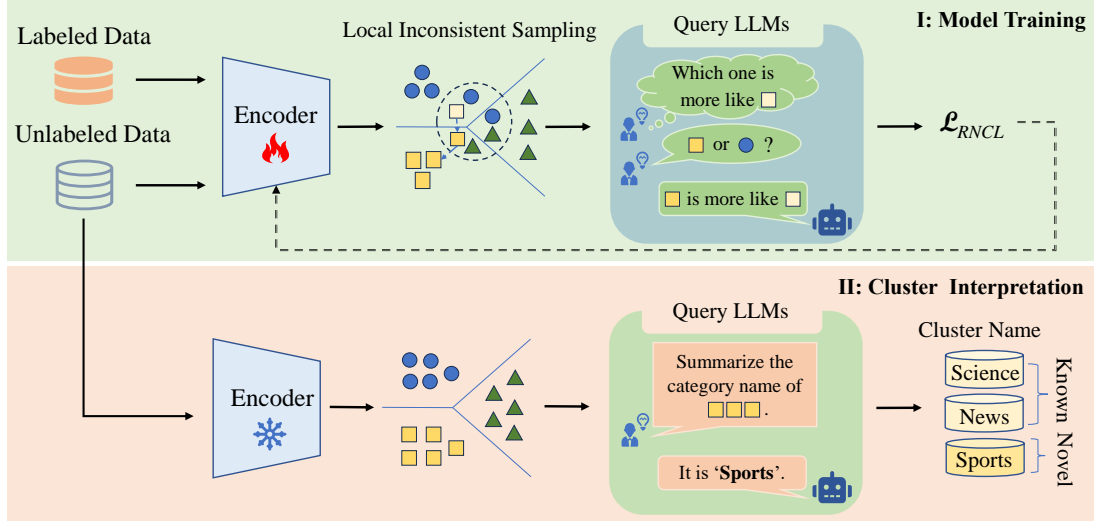 I: Model Training
Labeled Data
Unlabeled Data
Encoder
Local Inconsistent Sampling
Query LLMs
Which one is
more like
or ?
is more like
ℒRNCL
II: Cluster Interpretation
Encoder
Query LLMs
Summarize the
category name of
.
It is ‘Sports’.
Cluster Name
Science
News
Sports
Known
Novel